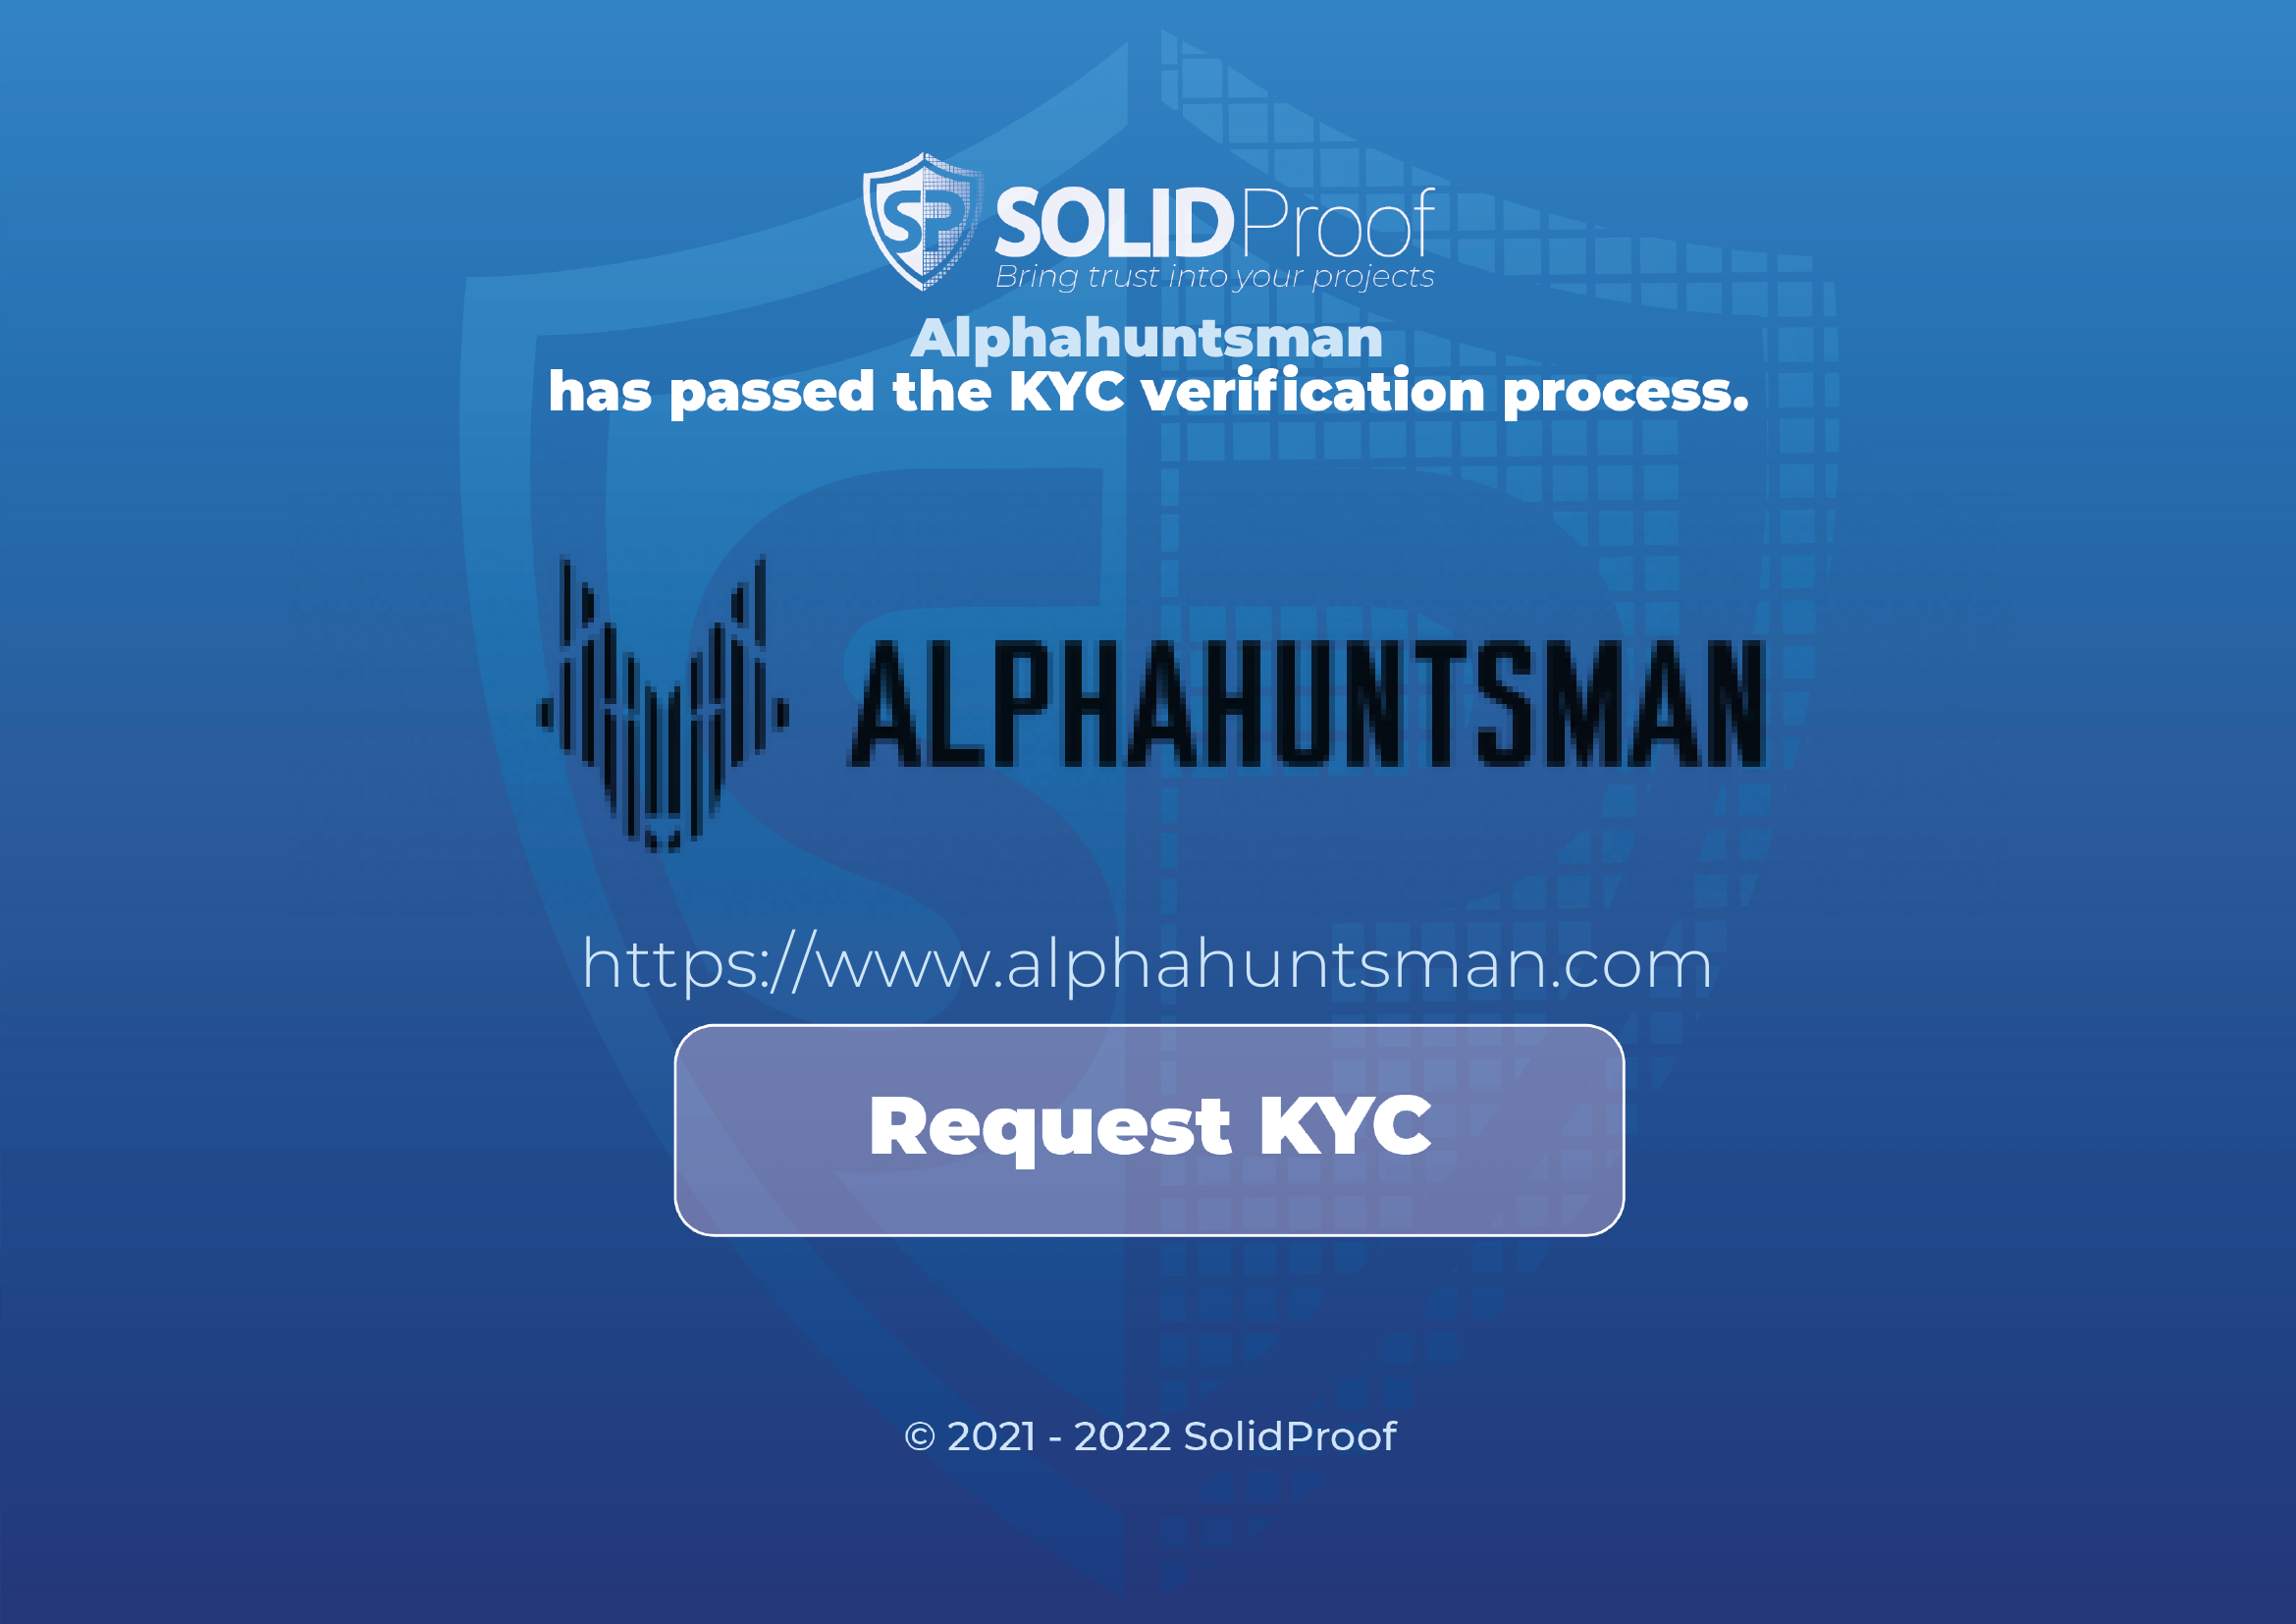 SP SOLIDProof
Bring trust into your projects
Alphahuntsman
has passed the KYC verification process.
ALPHAHUNTSMAN
https://www.alphahuntsman.com
Request KYC
© 2021 - 2022 SolidProof